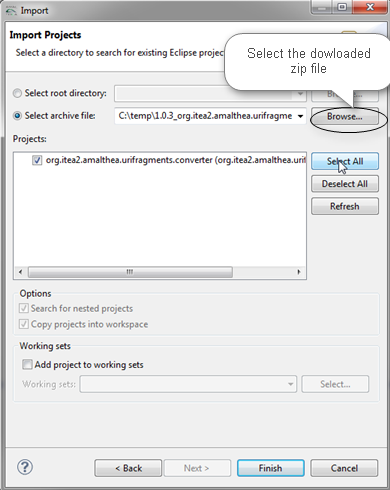 Import
Import Projects
Select a directory to search for existing Eclipse projec
Select the dowloaded
zip file
Select root directory:
Select archive file:
C:\temp\1.0.3_org.itea2.amalthea.urifragme
Browse...
Projects:
org.itea2.amalthea.urifragments.converter (org.itea2.amalthea.urif
Select All
Deselect All
Refresh
Options
Search for nested projects
Copy projects into workspace
Working sets
Add project to working sets
Working sets:
Select...
< Back
Next >
Finish
Cancel